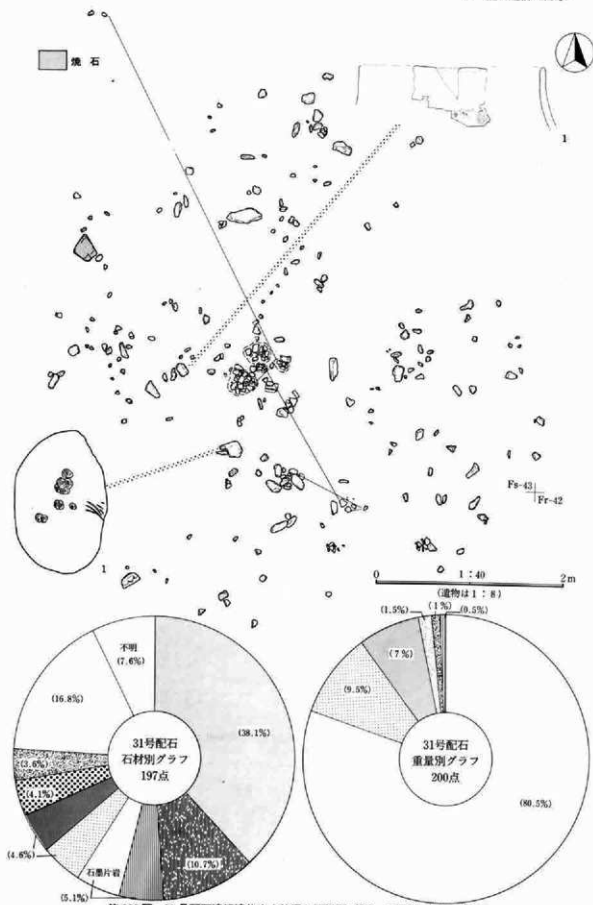 焼石
1
Fs-43
Fr-42
1
0 1:40 2m
(遺物は1:8)
不明
(7.6%)
(38.1%)
(10.7%)
石墨片岩
(5.1%)
(4.6%)
(4.1%)
(3.6%)
(16.8%)
31号配石
石材別グラフ
197点
(1.5%)
(1%)
(0.5%)
(7%)
(9.5%)
(80.5%)
31号配石
重量別グラフ
200点